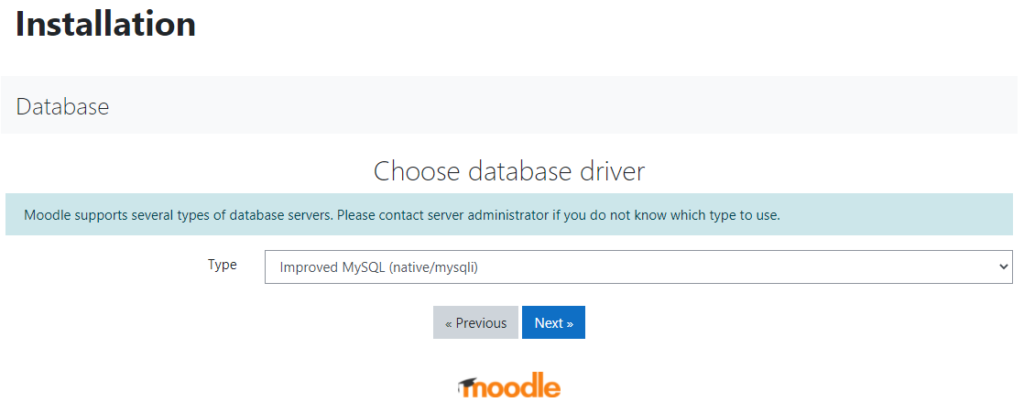 Installation
Database
Choose database driver
Moodle supports several types of database servers. Please contact server administrator if you do not know which type to use.
Type
Improved MySQL (native/mysqli)
« Previous
Next »
moodle